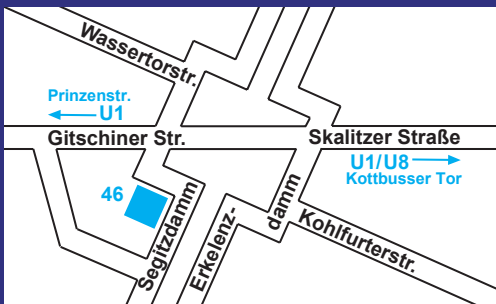 Wassertorstr.
Prinzenstr.
U1
Gitschiner Str.
Skalitzer Straße
U1/U8
Kottbusser Tor
46
Segitzdamm
Erkelenz-
damm
Kohlfurterstr.